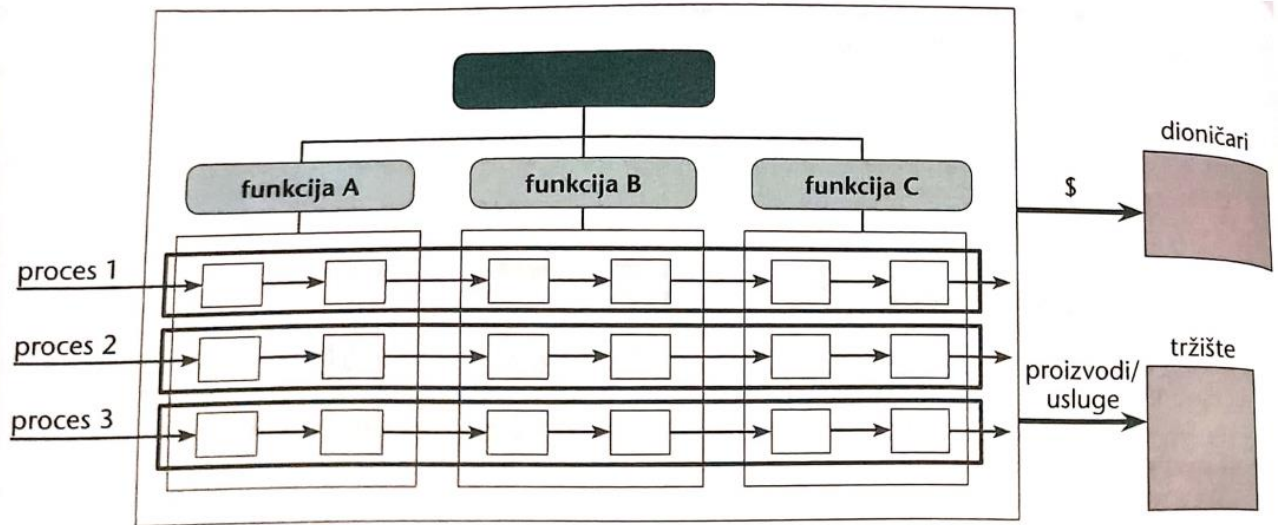 funkcija A
funkcija B
funkcija C
proces 1
proces 2
proces 3
$
dioničari
proizvodi/
usluge
tržište